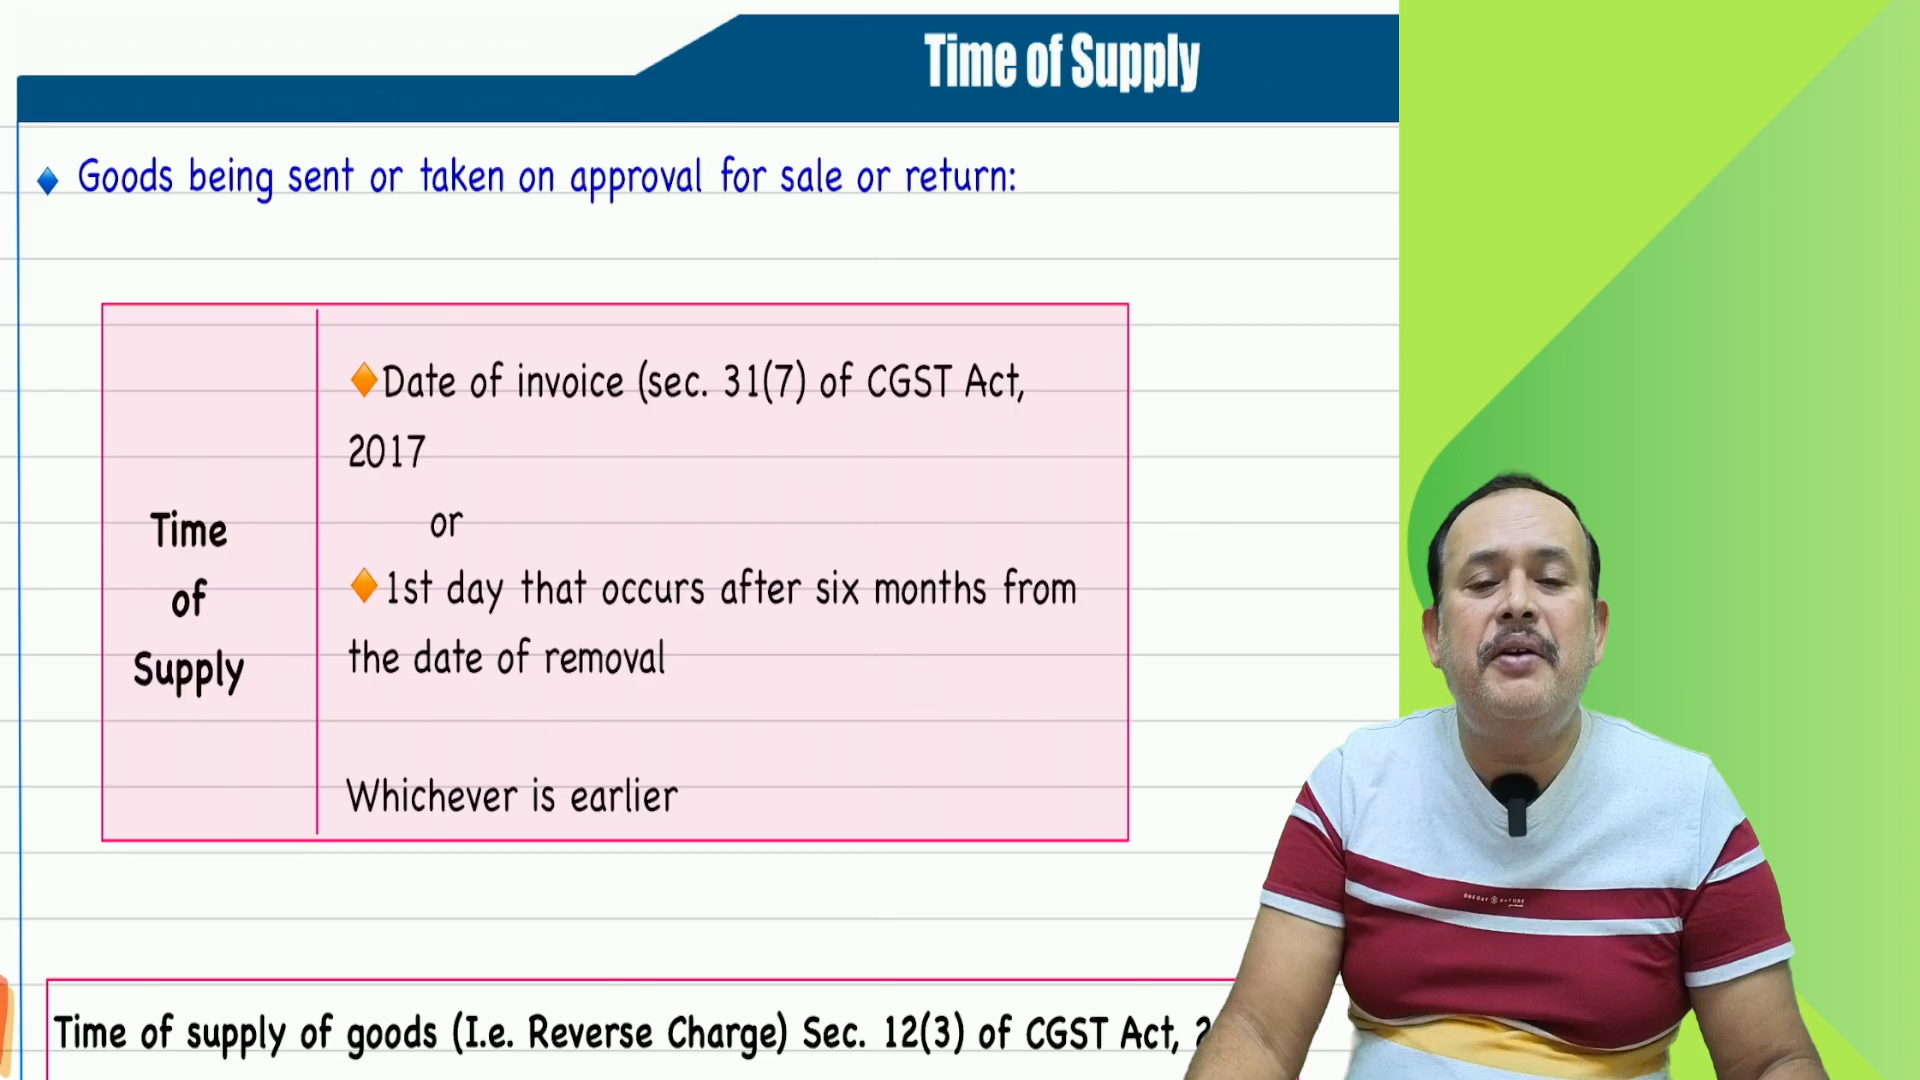 Time of Supply
Goods being sent or taken on approval for sale or return:
Date of invoice (sec. 31(7) of CGST Act,
2017
or
1st day that occurs after six months from
the date of removal
Whichever is earlier
Time
of
Supply
Time of supply of goods (I.e. Reverse Charge) Sec. 12(3) of CGST Act,